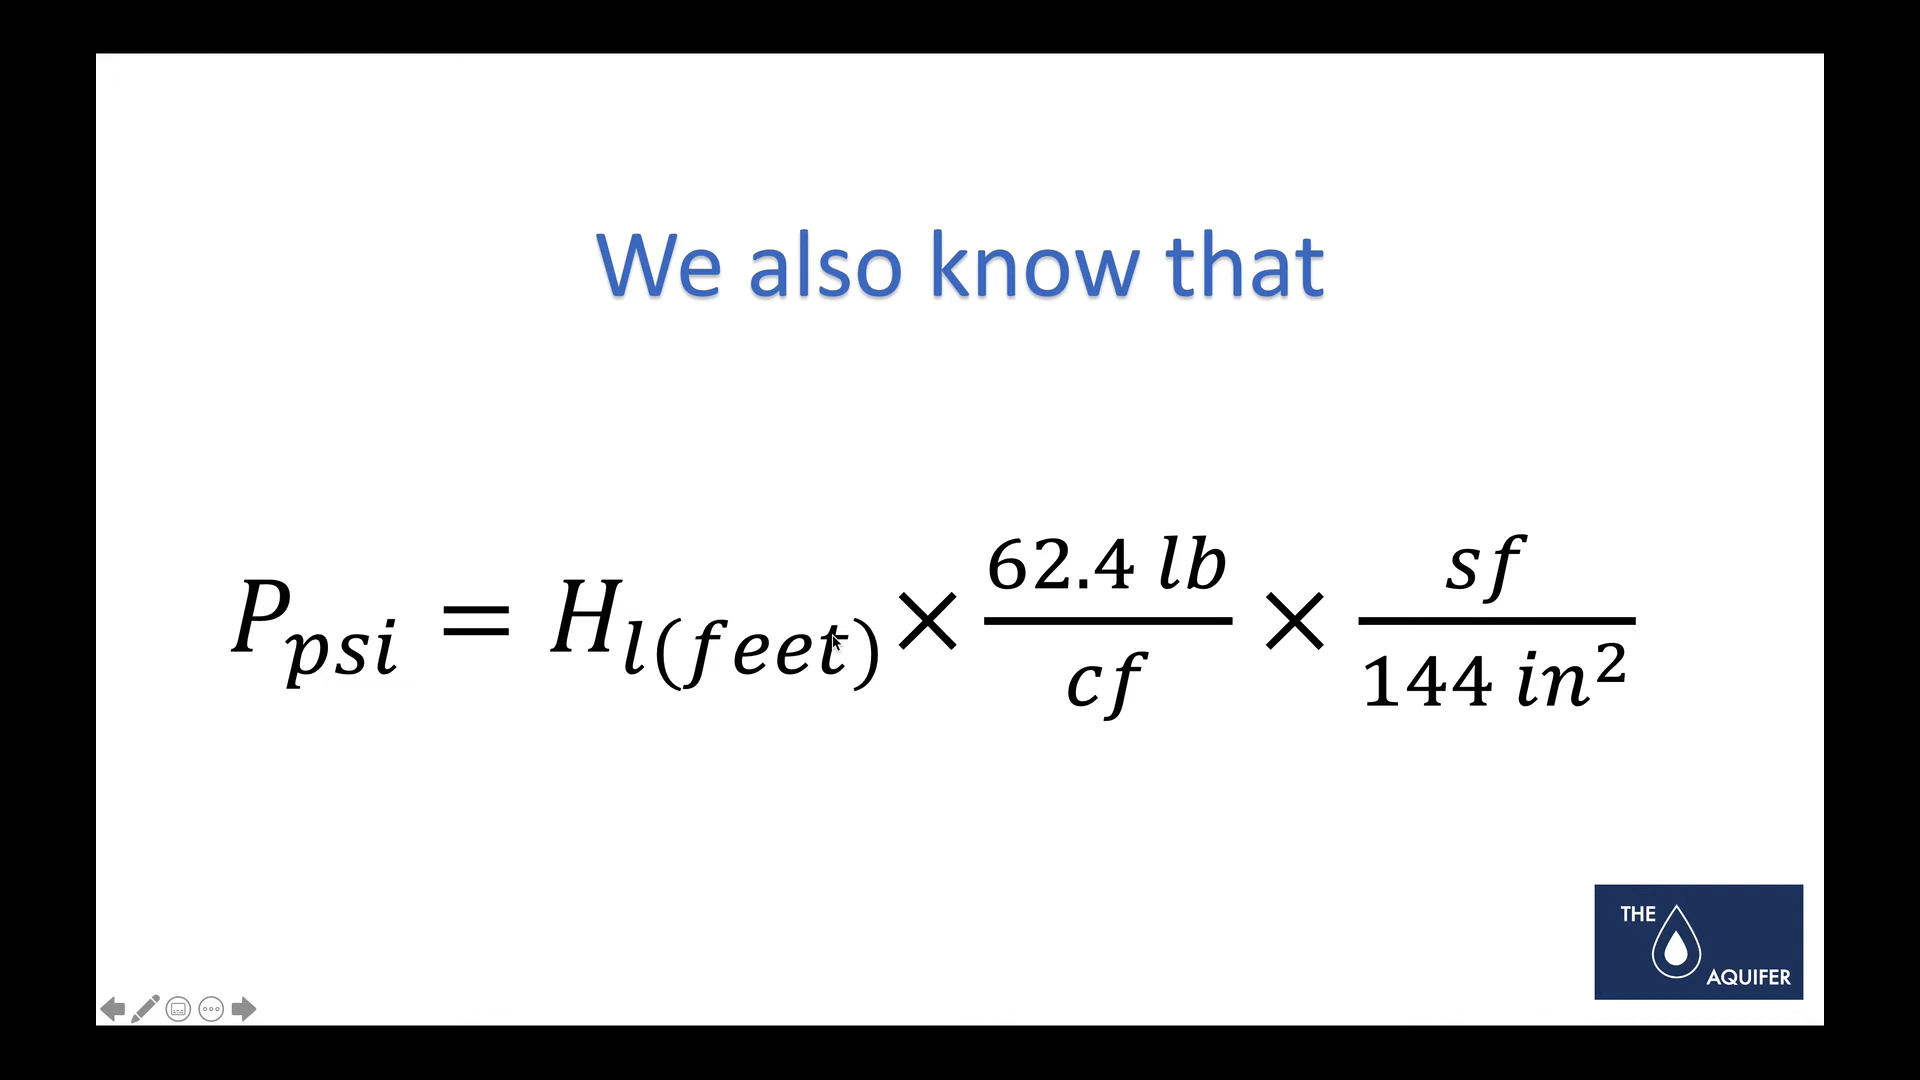 We also know that
P_psi = H_l(feet) × 62.4 lb / cf × sf / 144 in²
THE
AQUIFER